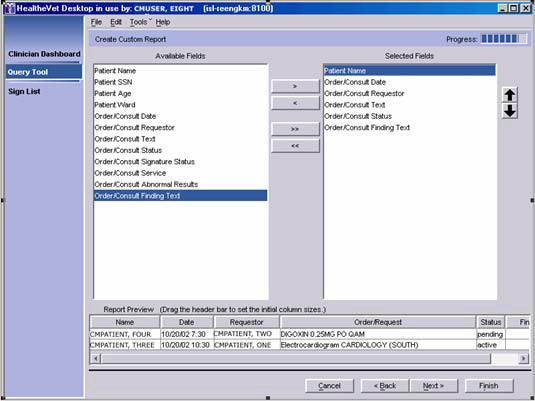 HealtheVet Desktop in use by: CMUSER, EIGHT (isl-reengkm:8100)
File Edit Tools Help
Clinician Dashboard
Query Tool
Sign List
Create Custom Report
Progress:
Available Fields
Patient Name
Patient SSN
Patient Age
Patient Ward
Order/Consult Date
Order/Consult Requestor
Order/Consult Text
Order/Consult Status
Order/Consult Signature Status
Order/Consult Service
Order/Consult Abnormal Results
Order/Consult Finding Text
>
<
>>
<<
Selected Fields
Patient Name
Order/Consult Date
Order/Consult Requestor
Order/Consult Text
Order/Consult Status
Order/Consult Finding Text
Report Preview (Drag the header bar to set the initial column sizes.)
Name Date Requestor Order/Request Status Fin
CMPATIENT, FOUR 10/20/02 7:30 CMPATIENT, TWO DIGOXIN 0.25MG PO QAM pending
CMPATIENT, THREE 10/20/02 10:30 CMPATIENT, ONE Electrocardiogram CARDIOLOGY (SOUTH) active
Cancel < Back Next > Finish